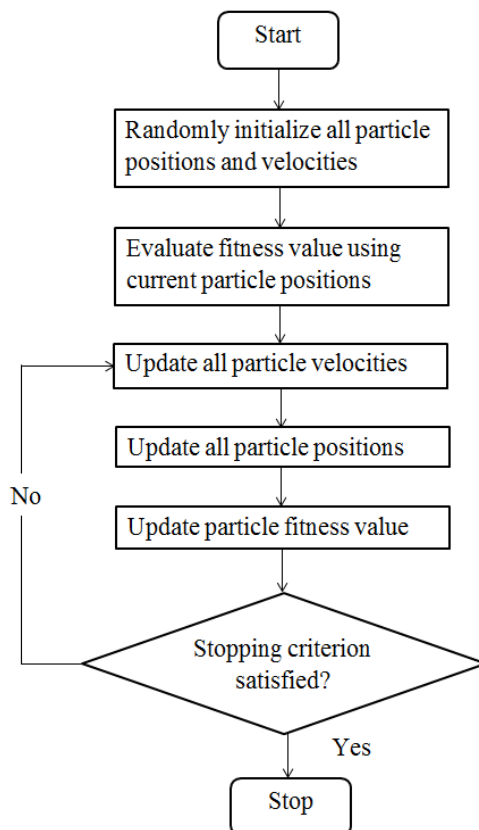 Start
Randomly initialize all particle
positions and velocities
Evaluate fitness value using
current particle positions
Update all particle velocities
Update all particle positions
No
Update particle fitness value
Stopping criterion
satisfied?
Yes
Stop